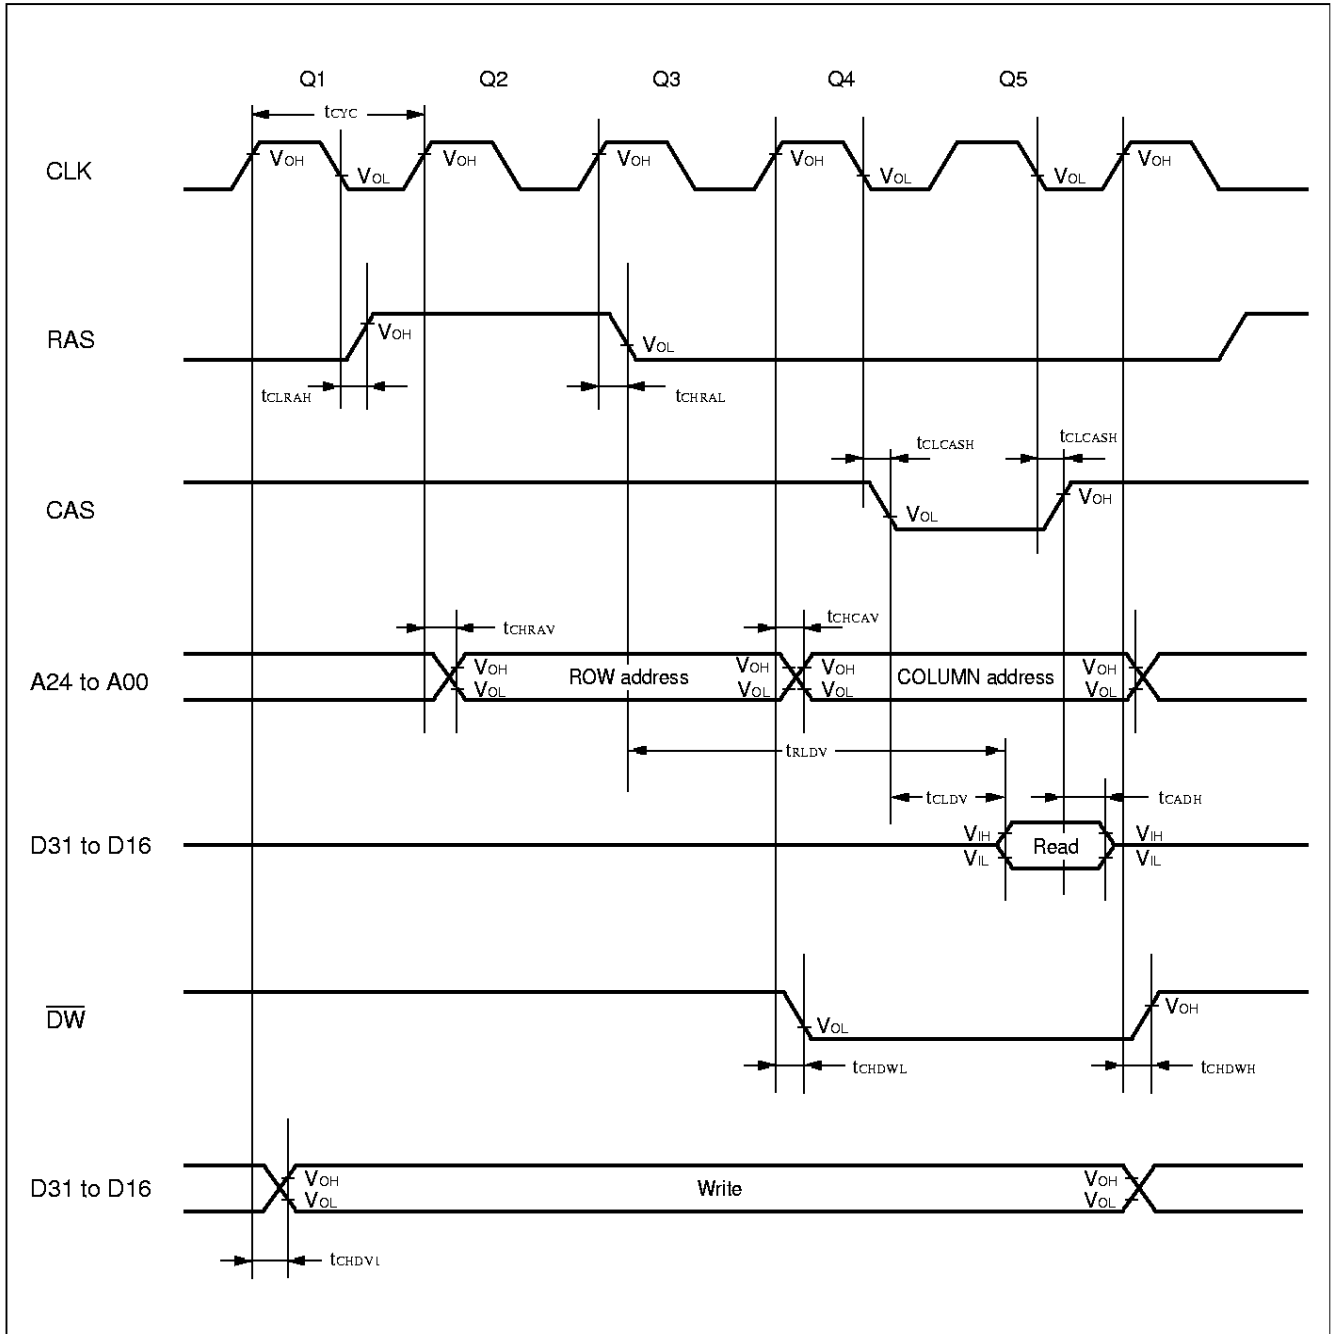 Q1 Q2 Q3 Q4 Q5
tCYC
CLK VOH VOL VOH VOH VOH VOL VOL VOH
RAS VOH VOL
tCLRAH tCHRAL
tCLCASH tCLCASH
CAS VOL VOH
tCHRAV tCHCAV
A24 to A00 VOH VOL ROW address VOH VOL VOH VOL COLUMN address VOH VOL
tRLDV
tCLDV tCADH
D31 to D16 VIH VIL Read VIH VIL
DW VOL VOH
tCHDWL tCHDWH
D31 to D16 VOH VOL Write VOH VOL
tCHDV1